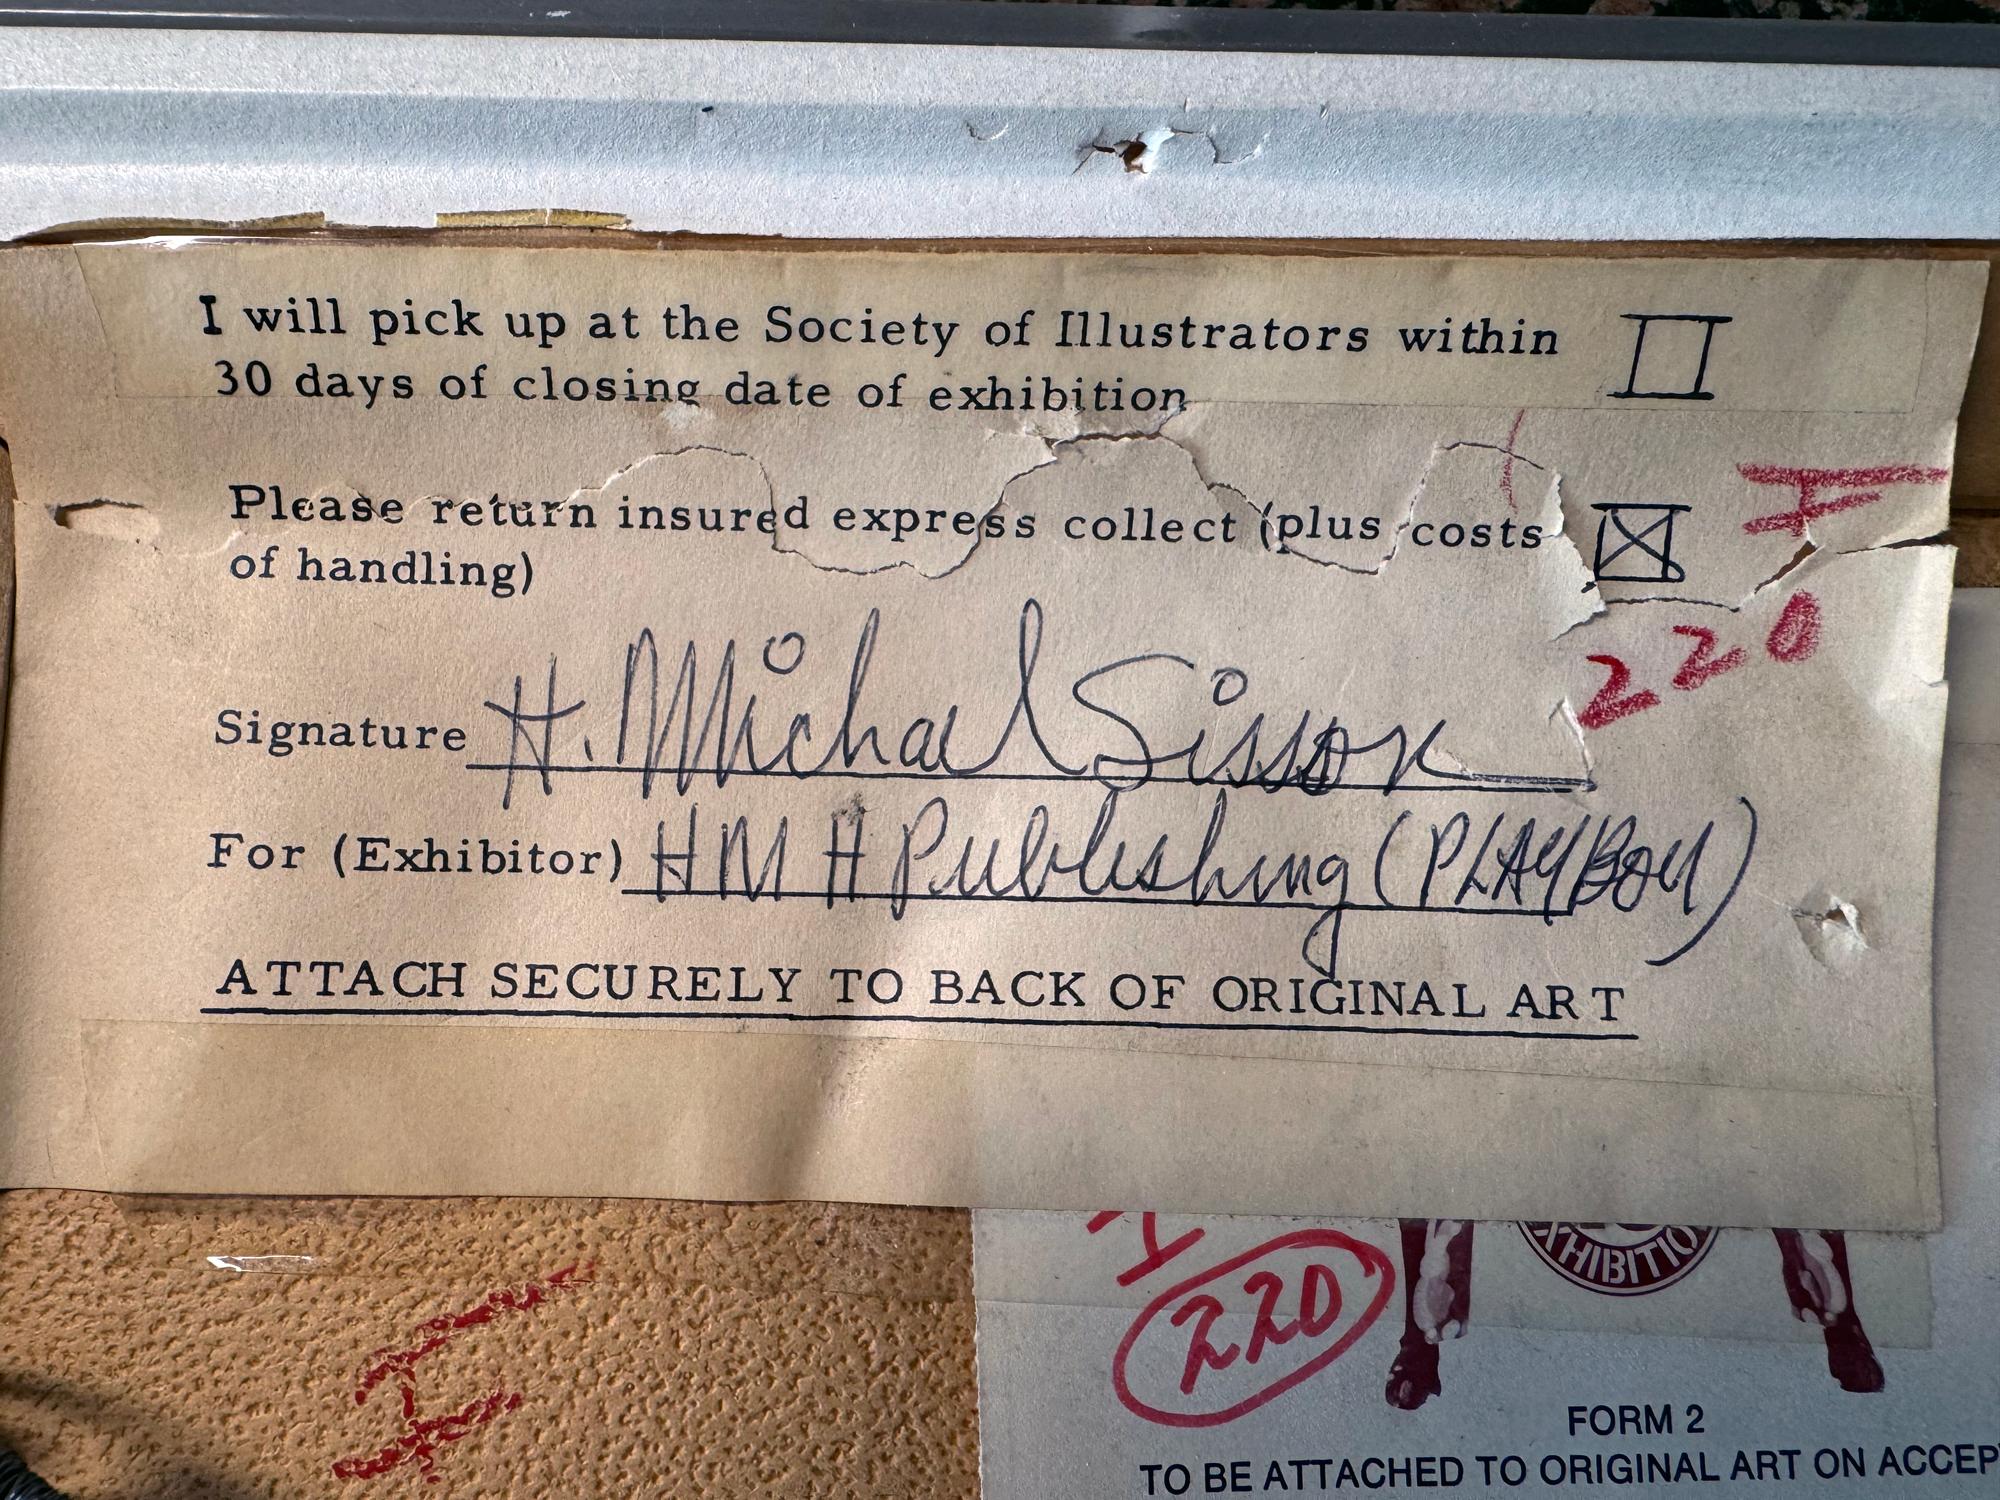 I will pick up at the Society of Illustrators within
30 days of closing date of exhibition
Please return insured express collect (plus costs
of handling)
I
220
Signature H. Michael Sisson
For (Exhibitor) HMH Publishing (PLAYBOY)
ATTACH SECURELY TO BACK OF ORIGINAL ART
I
220
I
EXHIBITIO
FORM 2
TO BE ATTACHED TO ORIGINAL ART ON ACCEP